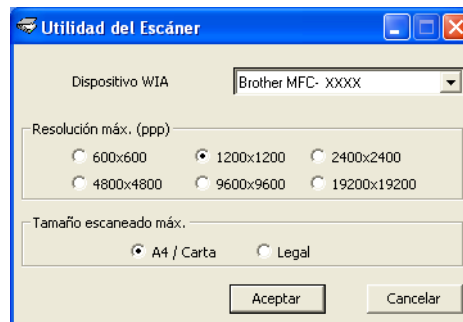 Utilidad del Escáner
Dispositivo WIA Brother MFC- XXXX
Resolución máx. (ppp)
600x600 1200x1200 2400x2400
4800x4800 9600x9600 19200x19200
Tamaño escaneado máx.
A4 / Carta Legal
Aceptar Cancelar